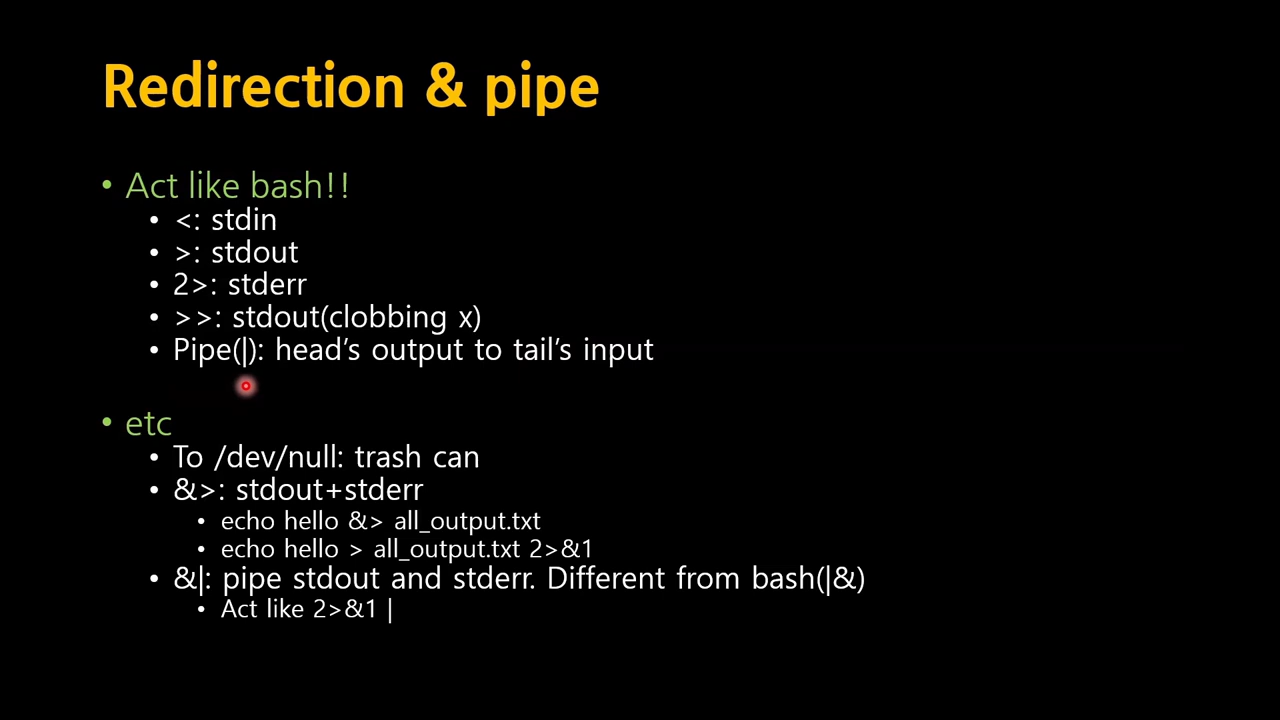 Redirection & pipe
• Act like bash!!
• <: stdin
• >: stdout
• 2>: stderr
• >>: stdout(clobbing x)
• Pipe(|): head’s output to tail’s input
• etc
• To /dev/null: trash can
• &>: stdout+stderr
• echo hello &> all_output.txt
• echo hello > all_output.txt 2>&1
• &|: pipe stdout and stderr. Different from bash(|&)
• Act like 2>&1 |